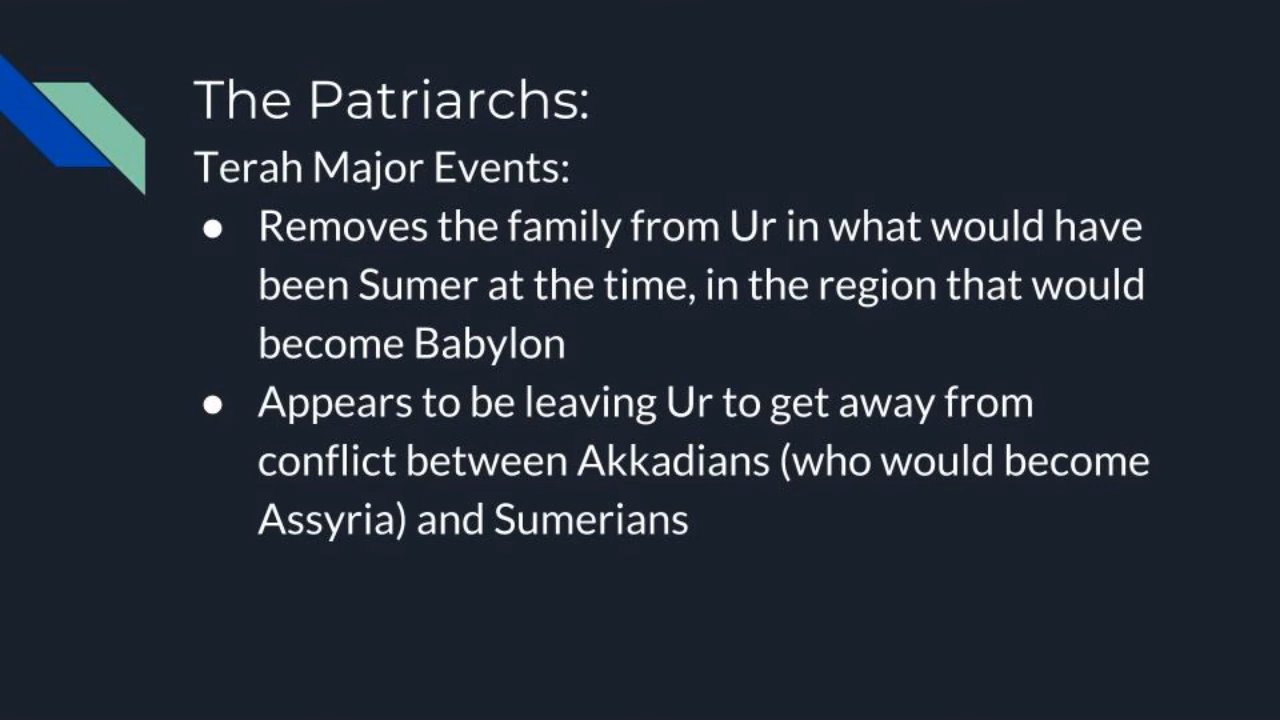 The Patriarchs:
Terah Major Events:
● Removes the family from Ur in what would have
been Sumer at the time, in the region that would
become Babylon
● Appears to be leaving Ur to get away from
conflict between Akkadians (who would become
Assyria) and Sumerians